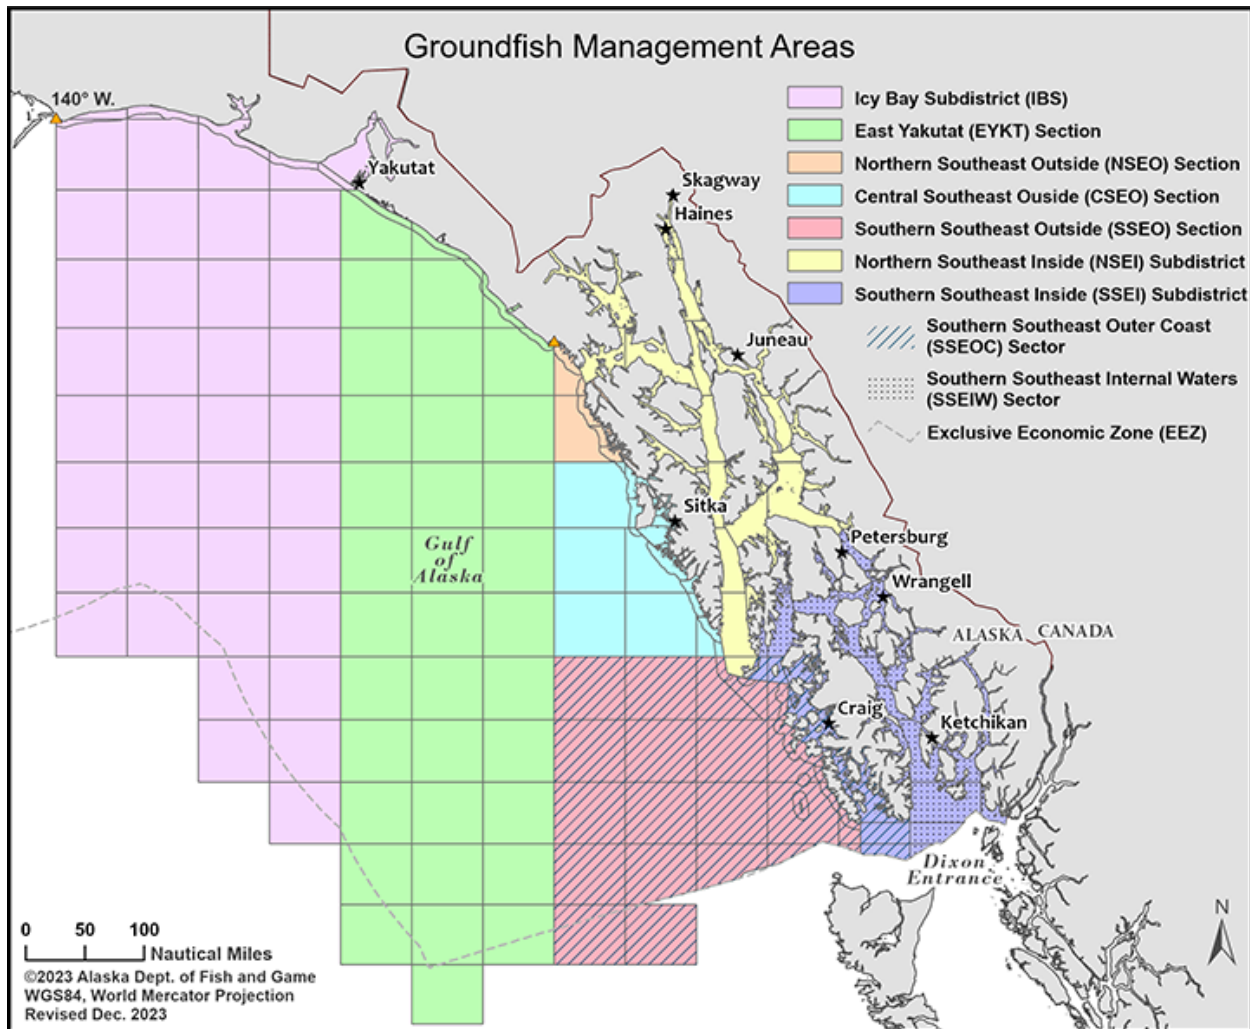 Groundfish Management Areas
140° W.
Icy Bay Subdistrict (IBS)
East Yakutat (EYKT) Section
Northern Southeast Outside (NSEO) Section
Central Southeast Ouside (CSEO) Section
Southern Southeast Outside (SSEO) Section
Northern Southeast Inside (NSEI) Subdistrict
Southern Southeast Inside (SSEI) Subdistrict
Southern Southeast Outer Coast
(SSEOC) Sector
Southern Southeast Internal Waters
(SSEIW) Sector
Exclusive Economic Zone (EEZ)
Yakutat
Skagway
Haines
Juneau
Sitka
Gulf
of
Alaska
Petersburg
Wrangell
ALASKA CANADA
Craig
Ketchikan
Dixon
Entrance
N
0 50 100
Nautical Miles
©2023 Alaska Dept. of Fish and Game
WGS84, World Mercator Projection
Revised Dec. 2023